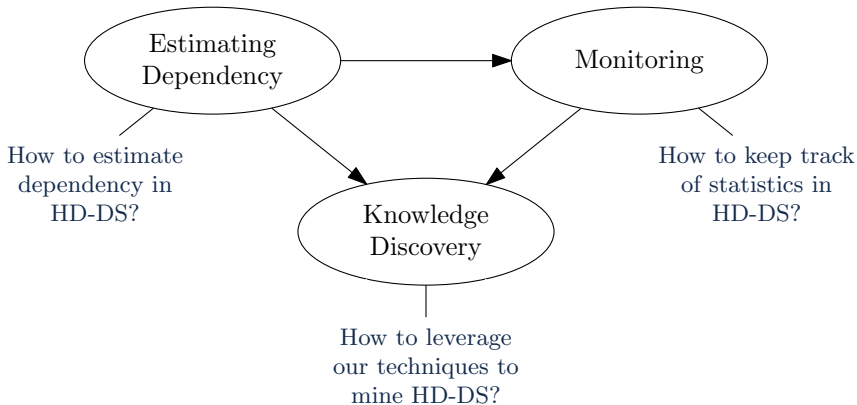 Estimating
Dependency
Monitoring
How to estimate
dependency in
HD-DS?
How to keep track
of statistics in
HD-DS?
Knowledge
Discovery
How to leverage
our techniques to
mine HD-DS?